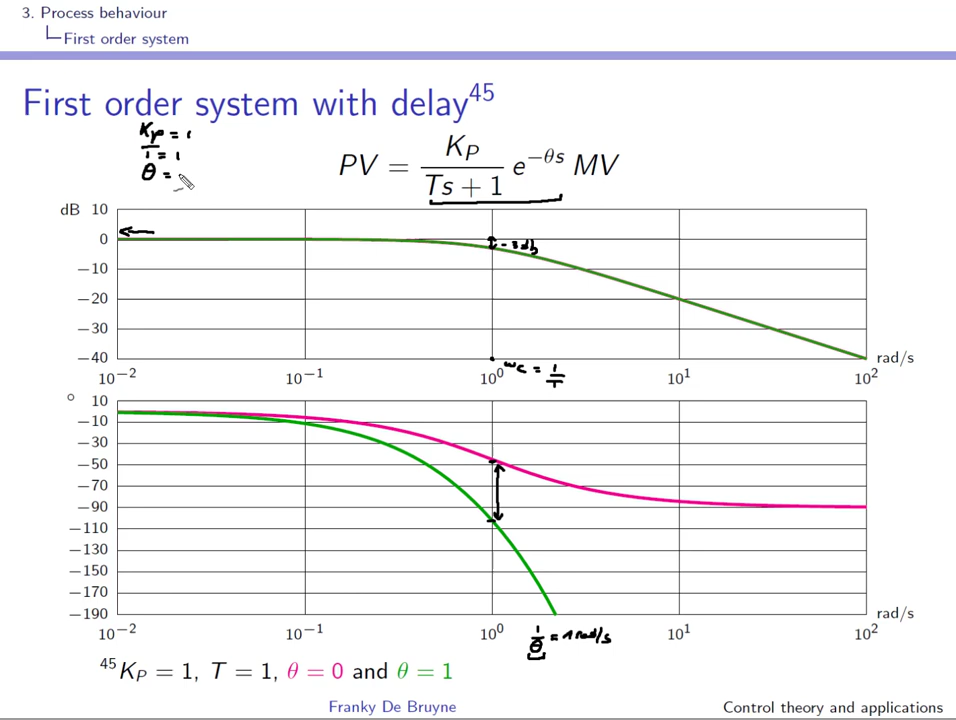 3. Process behaviour
First order system
First order system with delay⁴⁵
Kp = 1
T = 1
θ =
PV = K_P / (Ts + 1) e^{−θs} MV
dB 10
0
−10
−20
−30
−40
-3db
rad/s
10⁻² 10⁻¹ 10⁰ 10¹ 10²
ωc = 1/T
° 10
−10
−30
−50
−70
−90
−110
−130
−150
−170
−190
rad/s
10⁻² 10⁻¹ 10⁰ 10¹ 10²
1/θ = 1 rad/s
⁴⁵K_P = 1, T = 1, θ = 0 and θ = 1
Franky De Bruyne Control theory and applications